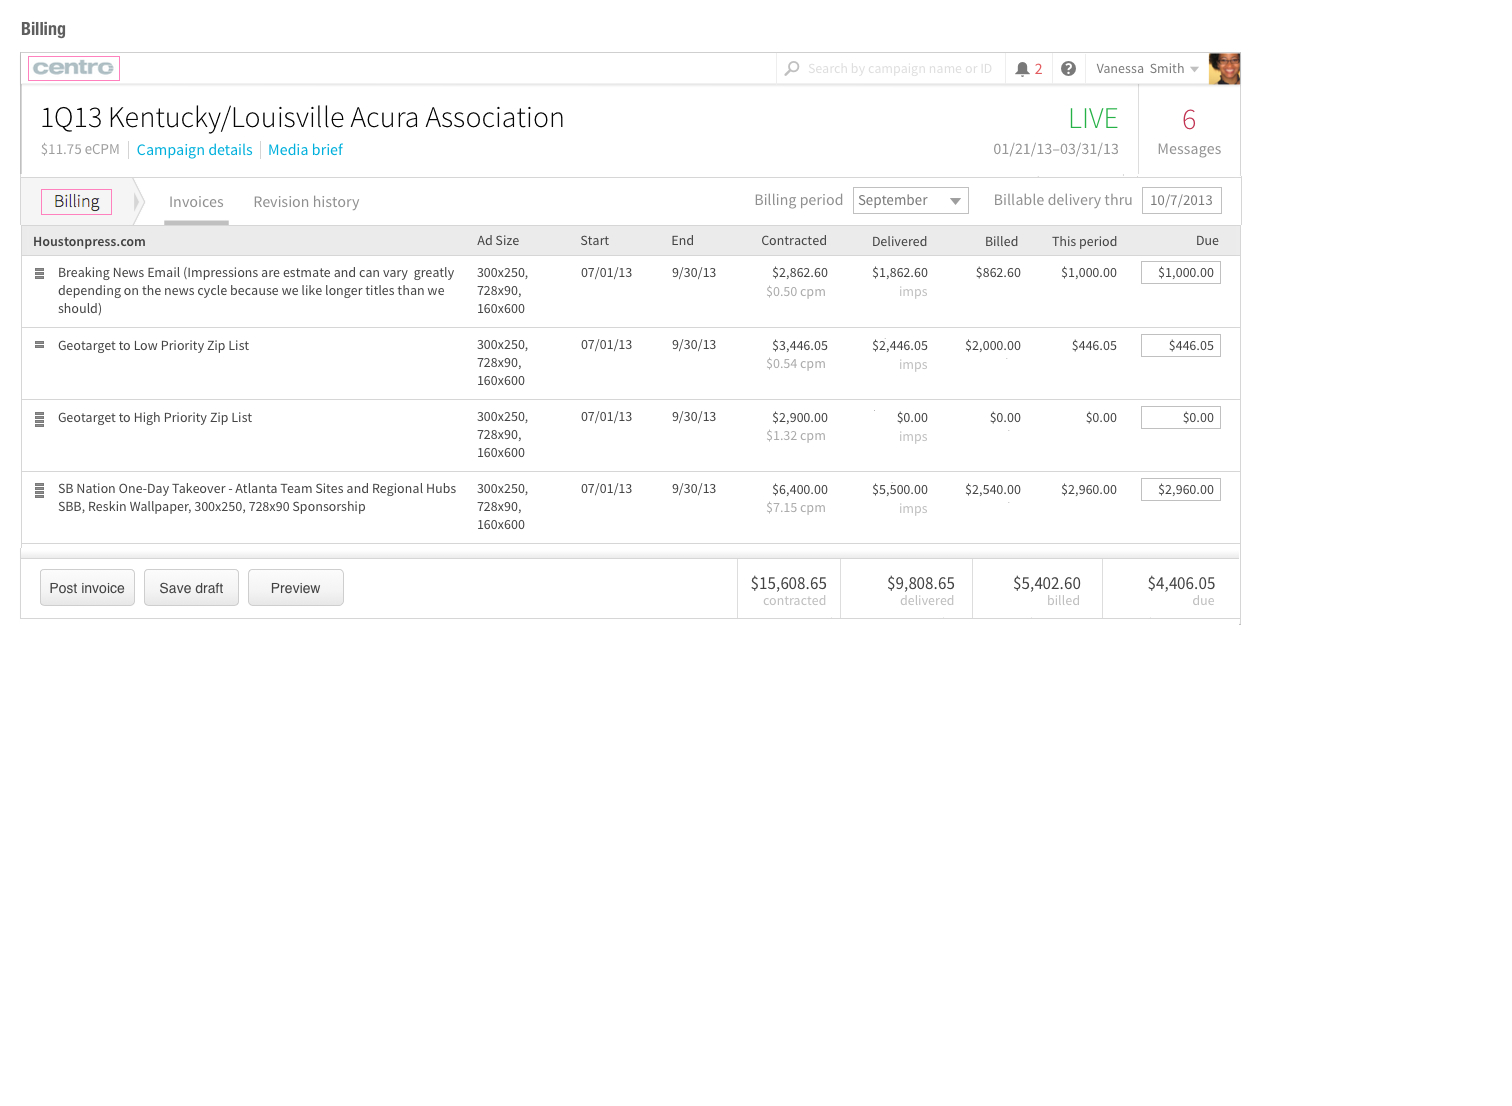 Billing
centro
Search by campaign name or ID
2
Vanessa Smith
1Q13 Kentucky/Louisville Acura Association
LIVE
6
$11.75 eCPM
Campaign details
Media brief
01/21/13–03/31/13
Messages
Billing
Invoices
Revision history
Billing period
September
Billable delivery thru
10/7/2013
Houstonpress.com
Ad Size
Start
End
Contracted
Delivered
Billed
This period
Due
Breaking News Email (Impressions are estmate and can vary  greatly
depending on the news cycle because we like longer titles than we
should)
300x250,
728x90,
160x600
07/01/13
9/30/13
$2,862.60
$0.50 cpm
$1,862.60
imps
$862.60
$1,000.00
$1,000.00
Geotarget to Low Priority Zip List
300x250,
728x90,
160x600
07/01/13
9/30/13
$3,446.05
$0.54 cpm
$2,446.05
imps
$2,000.00
$446.05
$446.05
Geotarget to High Priority Zip List
300x250,
728x90,
160x600
07/01/13
9/30/13
$2,900.00
$1.32 cpm
$0.00
imps
$0.00
$0.00
$0.00
SB Nation One-Day Takeover - Atlanta Team Sites and Regional Hubs
SBB, Reskin Wallpaper, 300x250, 728x90 Sponsorship
300x250,
728x90,
160x600
07/01/13
9/30/13
$6,400.00
$7.15 cpm
$5,500.00
imps
$2,540.00
$2,960.00
$2,960.00
Post invoice
Save draft
Preview
$15,608.65
contracted
$9,808.65
delivered
$5,402.60
billed
$4,406.05
due